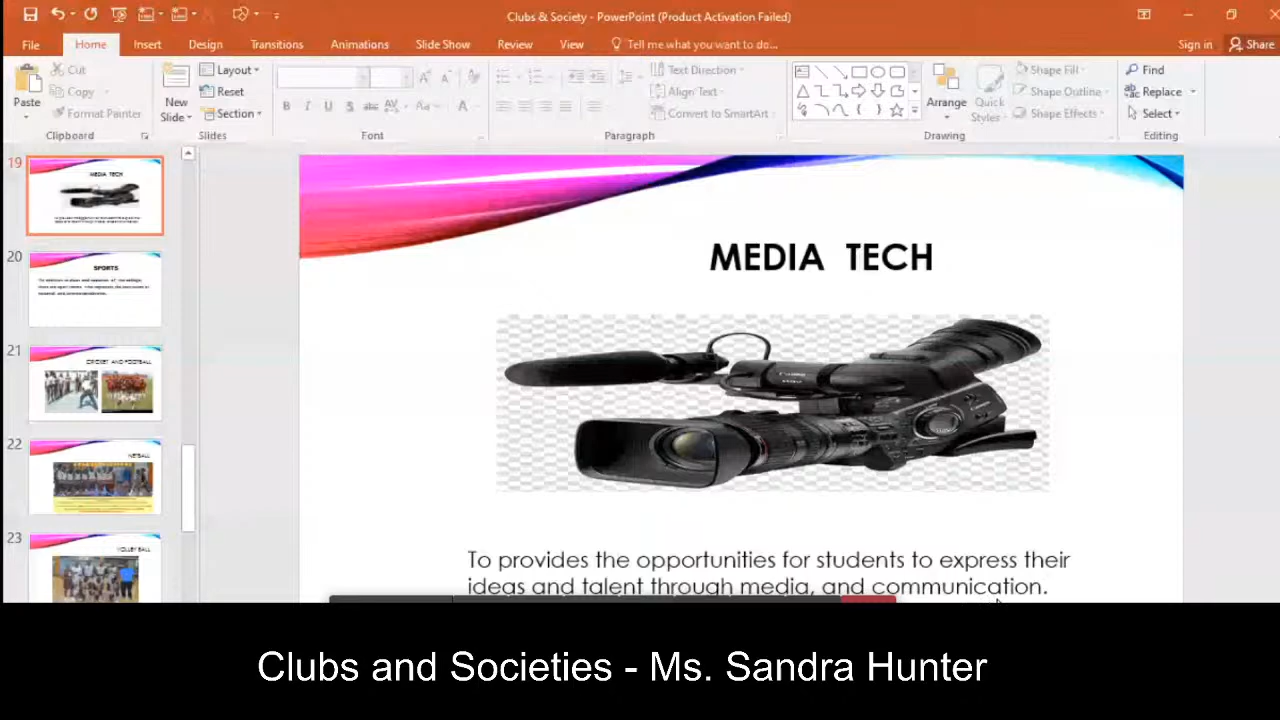 Clubs & Society - PowerPoint (Product Activation Failed)
File Home Insert Design Transitions Animations Slide Show Review View Tell me what you want to do... Sign in Share
Paste
Cut
Copy
Format Painter
Clipboard
New
Slide
Layout
Reset
Section
Slides
B I U S abc AV Aa A
Font
Text Direction
Align Text
Convert to SmartArt
Paragraph
Arrange
Quick
Styles
Shape Fill
Shape Outline
Shape Effects
Drawing
Find
Replace
Select
Editing
19
MEDIA TECH
20
SPORTS
21
CRICKET AND FOOTBALL
22
NETBALL
23
VOLLEY BALL
MEDIA TECH
Canon
To provides the opportunities for students to express their
ideas and talent through media, and communication.
Clubs and Societies - Ms. Sandra Hunter